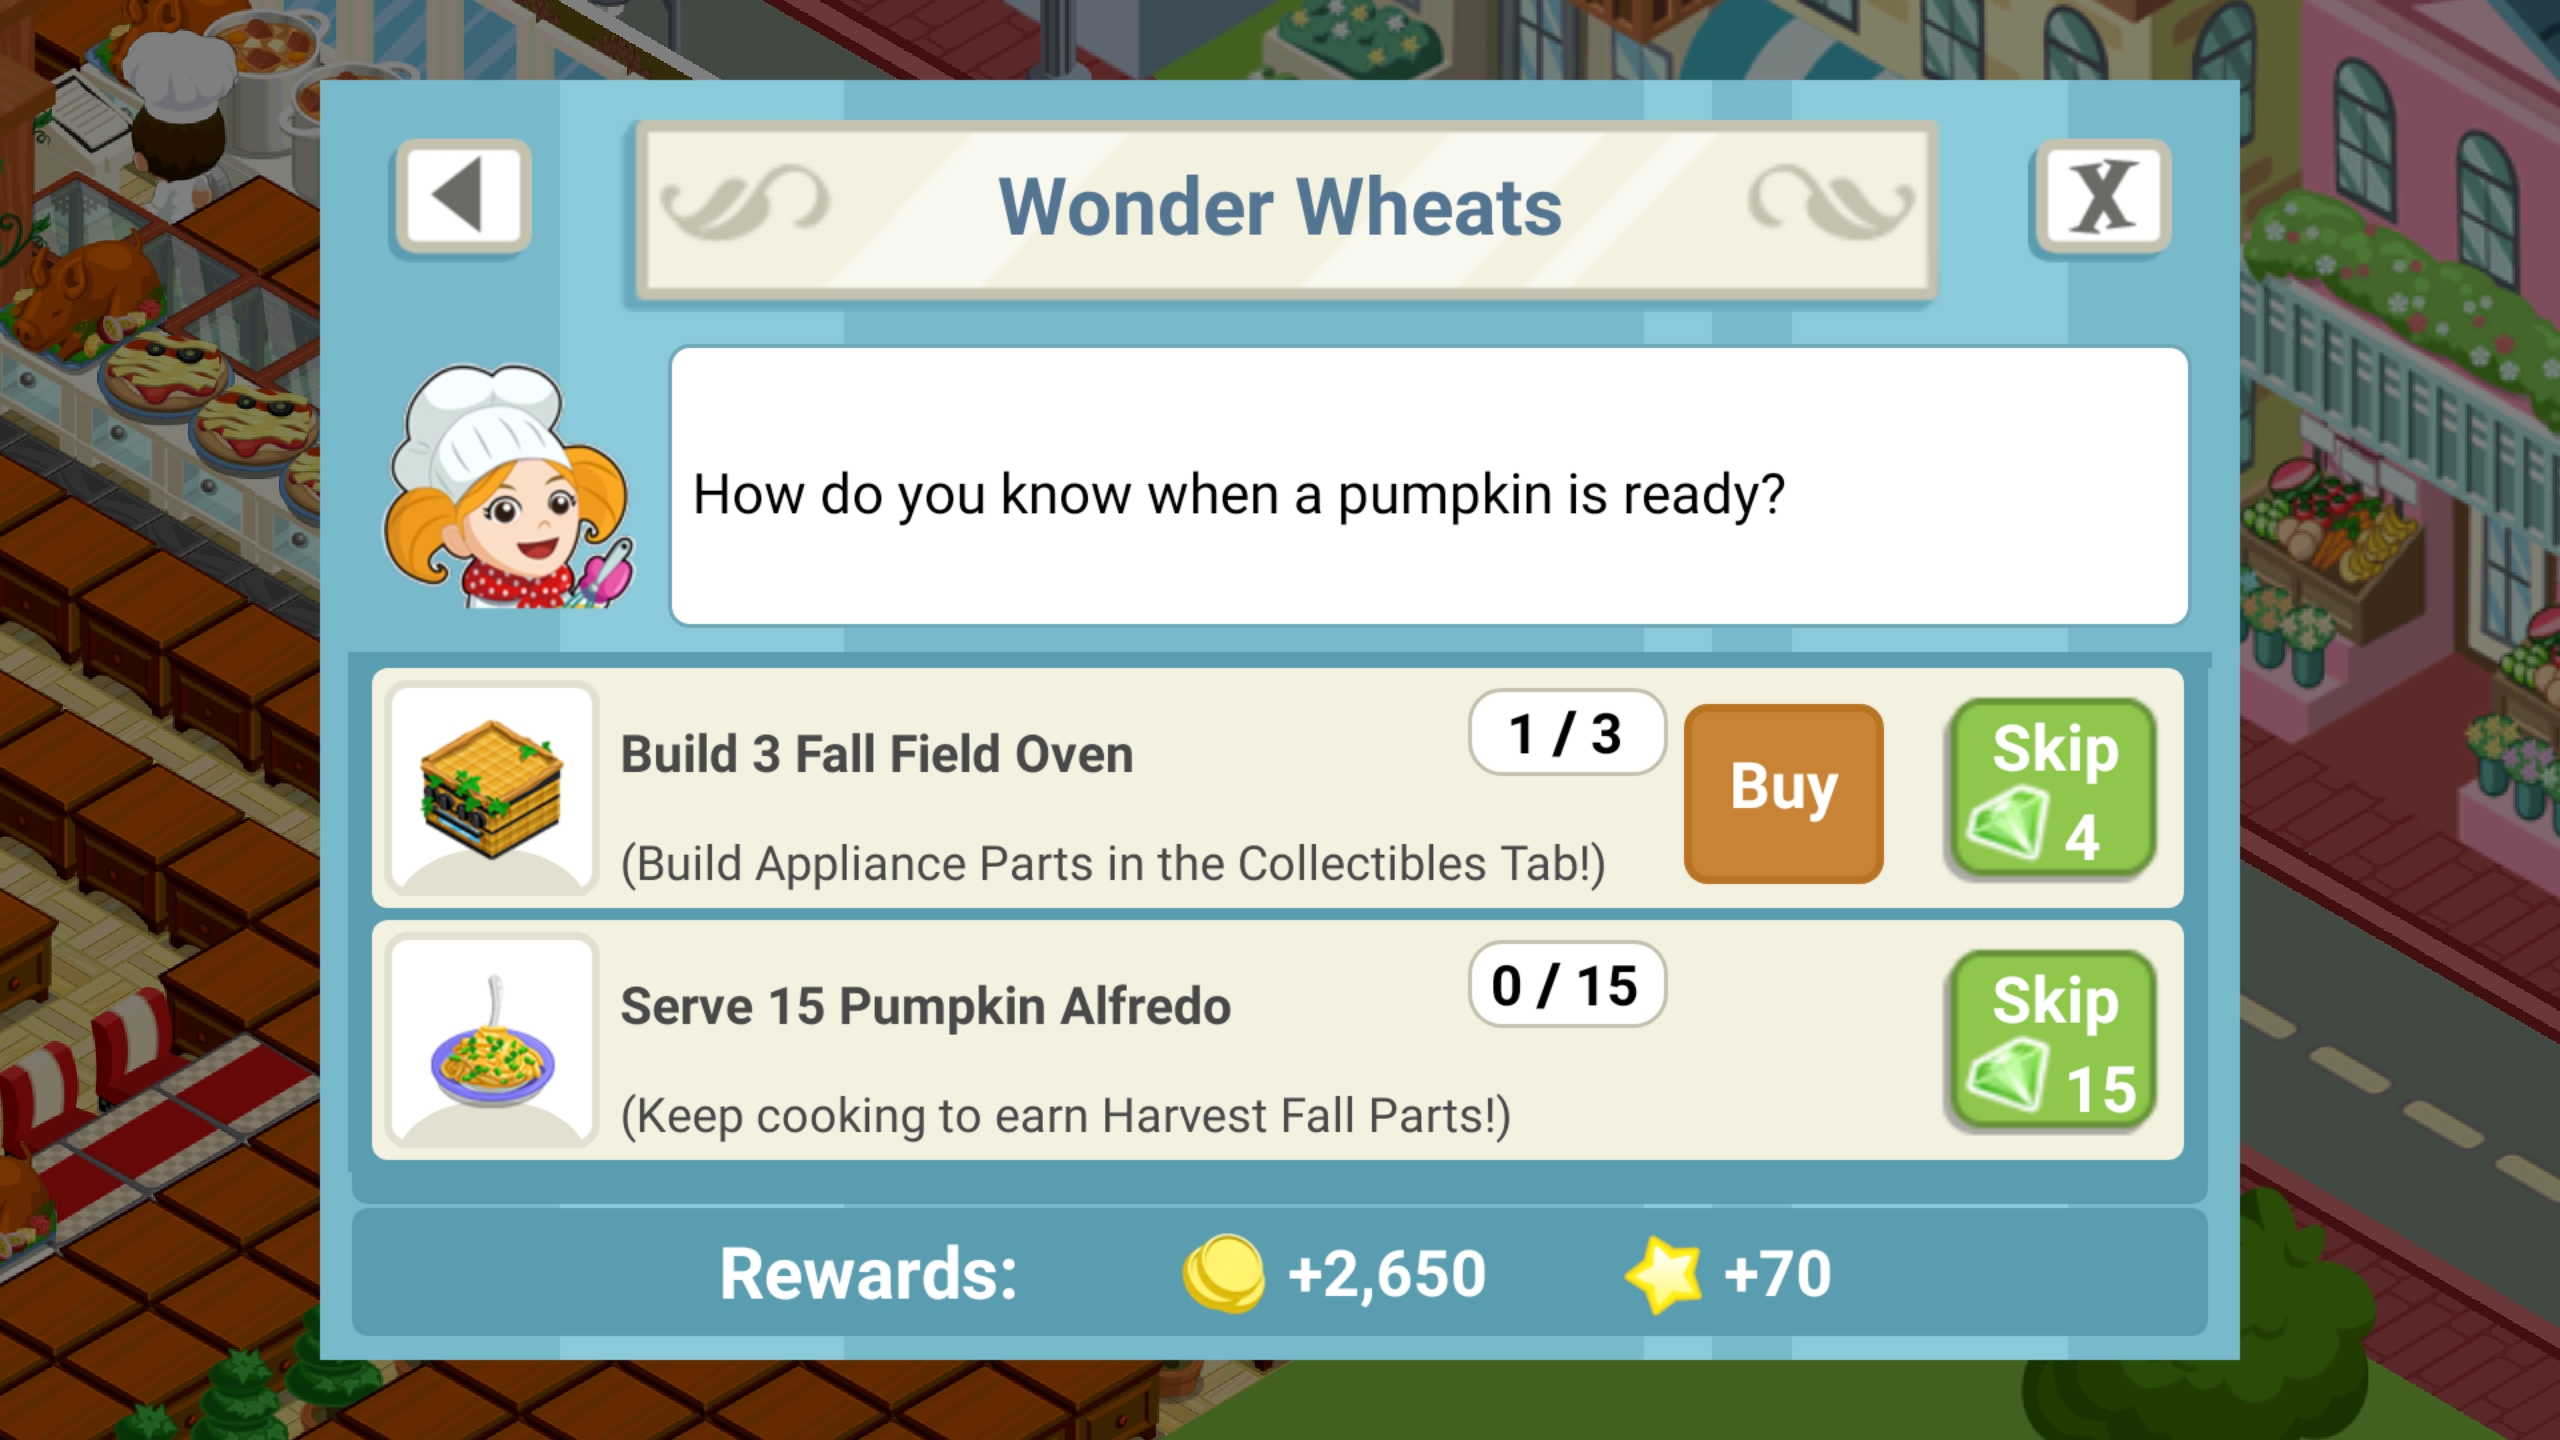 Wonder Wheats
X
How do you know when a pumpkin is ready?
Build 3 Fall Field Oven
1 / 3
(Build Appliance Parts in the Collectibles Tab!)
Buy
Skip
4
Serve 15 Pumpkin Alfredo
0 / 15
(Keep cooking to earn Harvest Fall Parts!)
Skip
15
Rewards: +2,650 +70